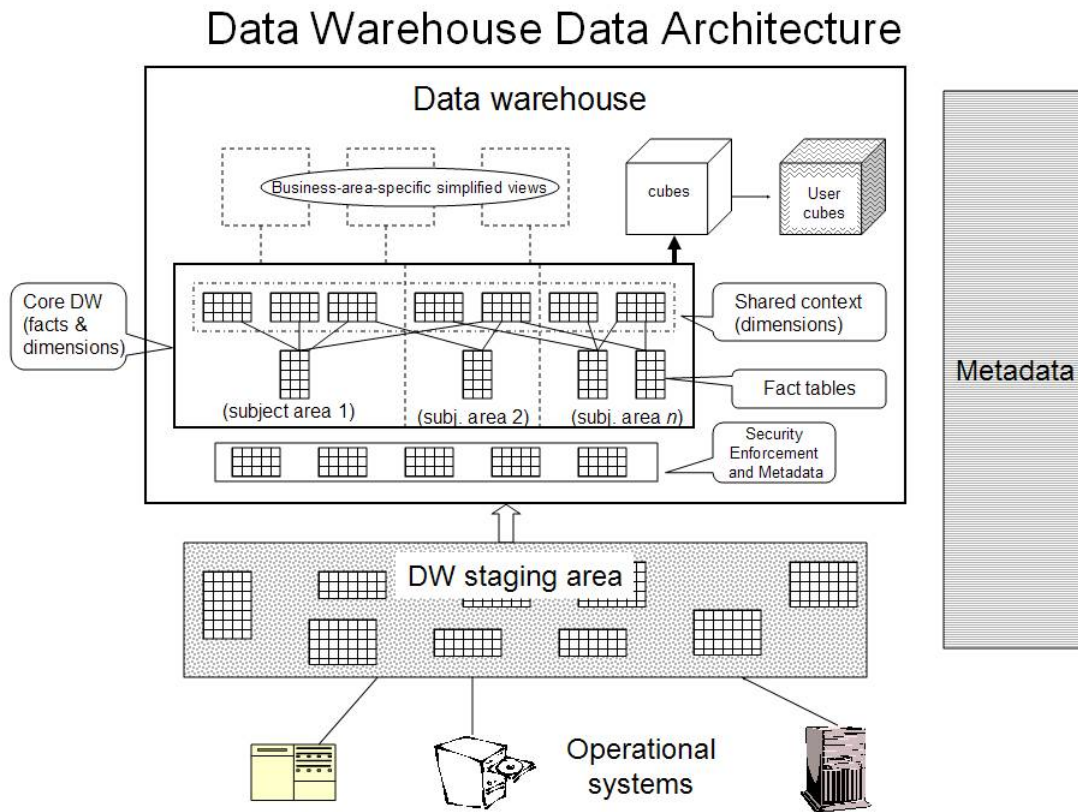 Data Warehouse Data Architecture
Data warehouse
Business-area-specific simplified views
cubes
User
cubes
Core DW
(facts &
dimensions)
Shared context
(dimensions)
Fact tables
(subject area 1)
(subj. area 2)
(subj. area n)
Security
Enforcement
and Metadata
Metadata
DW staging area
Operational
systems